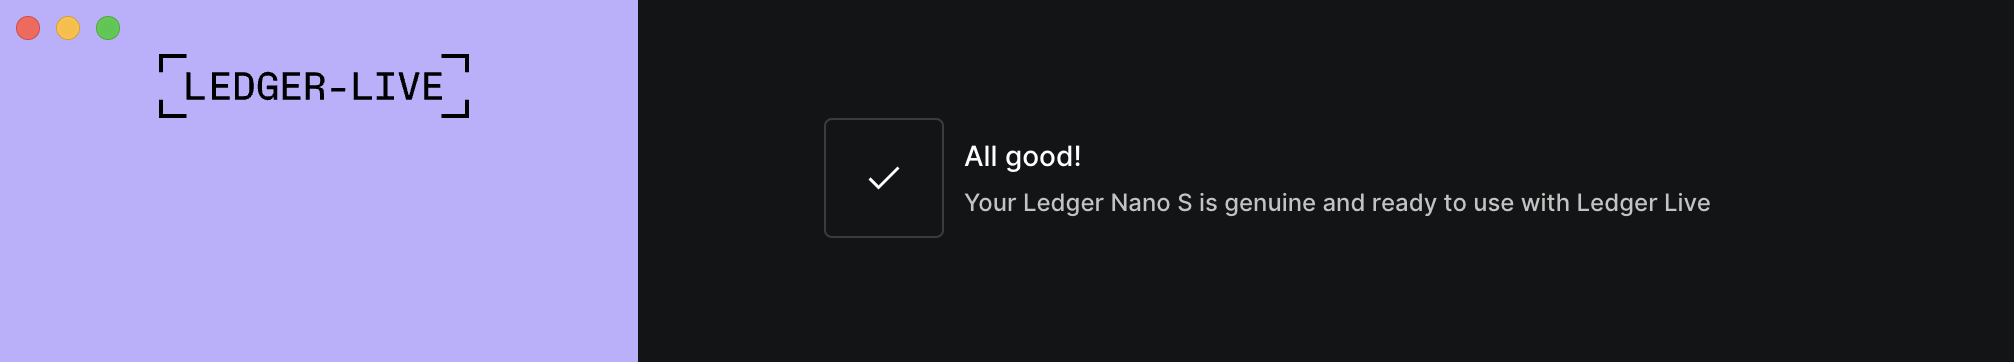 LEDGER-LIVE
All good!
Your Ledger Nano S is genuine and ready to use with Ledger Live